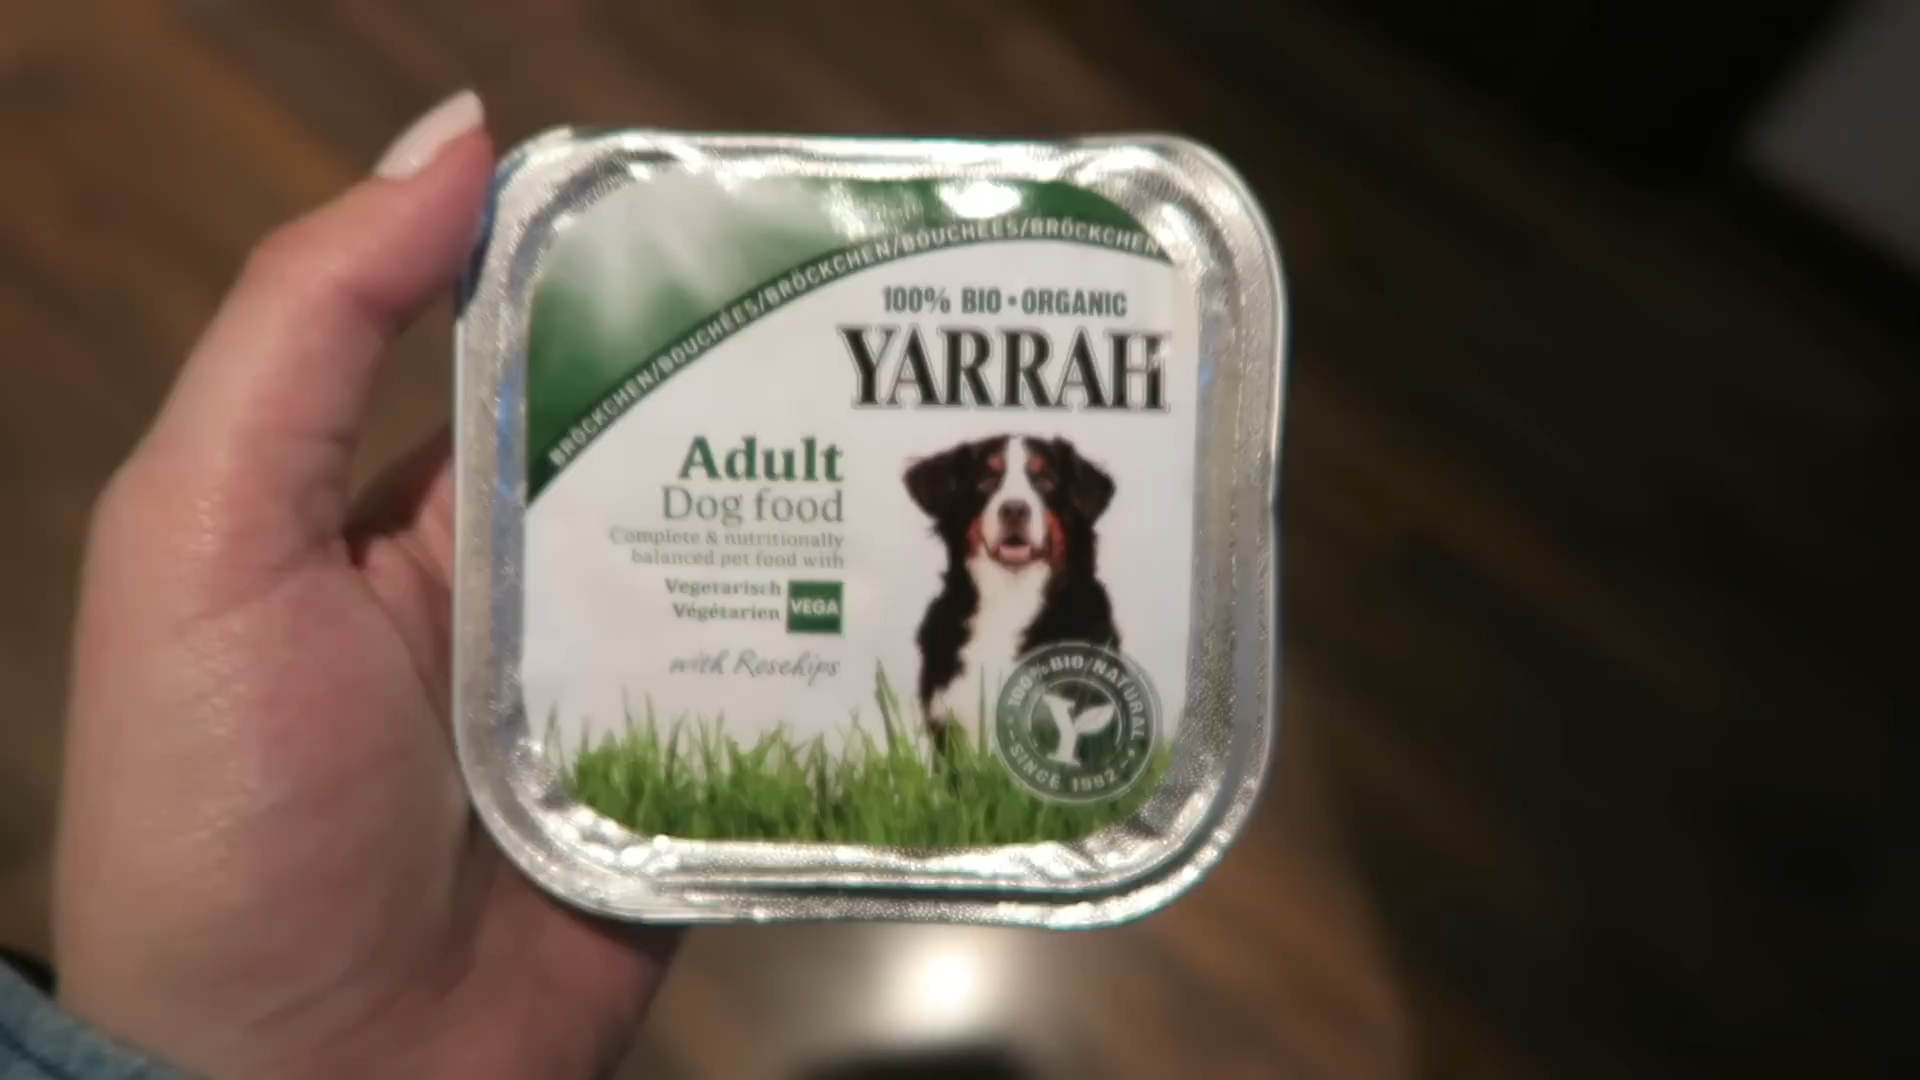 BRÖCKCHEN/BOUCHÉES/BRÖCKCHEN/BOUCHÉES/BRÖCKCHEN
100% BIO • ORGANIC
YARRAH
Adult
Dog food
Complete & nutritionally
balanced pet food with
Vegetarisch
Végétarien
VEGA
with Rosehips
100% BIO/NATURAL
• SINCE 1982 •